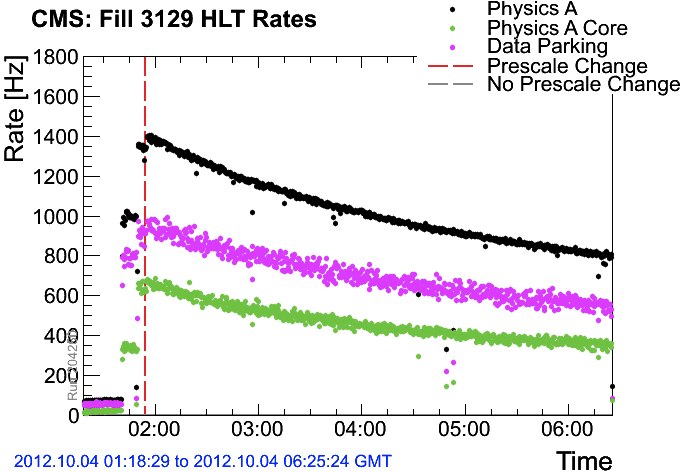 CMS: Fill 3129 HLT Rates
Physics A
Physics A Core
Data Parking
Prescale Change
No Prescale Change
Rate [Hz]
1800
1600
1400
1200
1000
800
600
400
200
0
02:00
03:00
04:00
05:00
06:00
Time
2012.10.04 01:18:29 to 2012.10.04 06:25:24 GMT